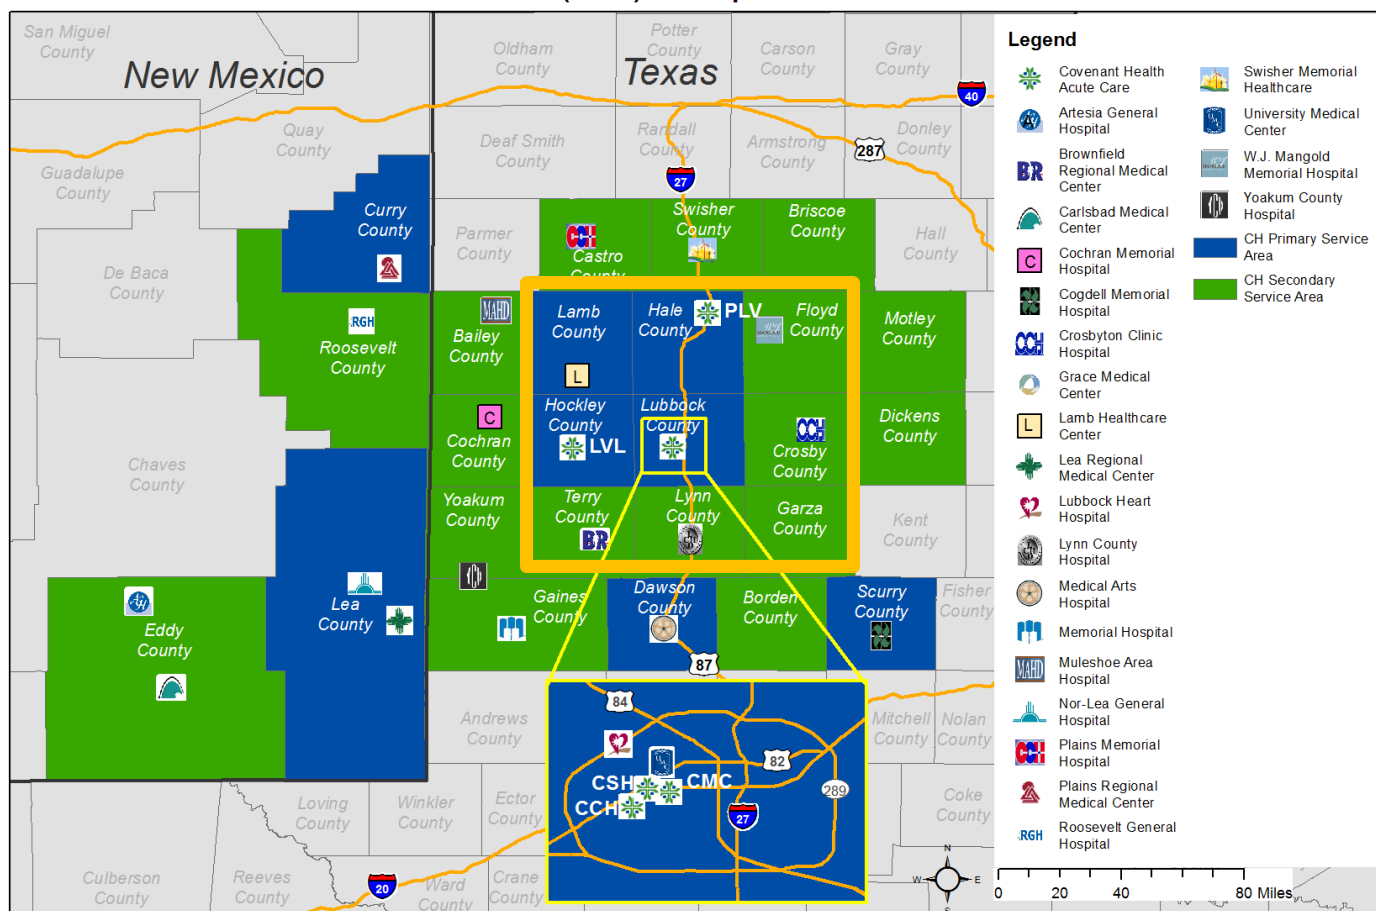 San Miguel
County
New Mexico
Quay
County
Guadalupe
County
De Baca
County
Curry
County
RGH
Roosevelt
County
Chaves
County
Lea
County
Eddy
County
Oldham
County
Potter
County
Texas
Carson
County
Gray
County
40
Deaf Smith
County
Randall
County
Armstrong
County
Donley
County
287
27
Parmer
County
Castro
County
CCH
Swisher
County
Briscoe
County
Hall
County
MAHD
Bailey
County
Lamb
County
L
Hale
County
PLV
Floyd
County
Motley
County
C
Cochran
County
Hockley
County
LVL
Lubbock
County
CCH
Crosby
County
Dickens
County
Yoakum
County
Terry
County
BR
Lynn
County
Garza
County
Kent
County
Gaines
County
Dawson
County
Borden
County
Scurry
County
Fisher
County
87
Andrews
County
Mitchell
County
Nolan
County
84
82
CSH
CMC
CCH
289
27
Loving
County
Winkler
County
Ector
County
Coke
County
Culberson
County
Reeves
County
20
Ward
County
Crane
County
Legend
Covenant Health
Acute Care
Artesia General
Hospital
BR
Brownfield
Regional Medical
Center
Carlsbad Medical
Center
C
Cochran Memorial
Hospital
Cogdell Memorial
Hospital
CCH
Crosbyton Clinic
Hospital
Grace Medical
Center
L
Lamb Healthcare
Center
Lea Regional
Medical Center
Lubbock Heart
Hospital
Lynn County
Hospital
Medical Arts
Hospital
Memorial Hospital
MAHD
Muleshoe Area
Hospital
Nor-Lea General
Hospital
CCH
Plains Memorial
Hospital
Plains Regional
Medical Center
RGH
Roosevelt General
Hospital
Swisher Memorial
Healthcare
University Medical
Center
W.J. Mangold
Memorial Hospital
Yoakum County
Hospital
CH Primary Service
Area
CH Secondary
Service Area
N
W
E
S
0 20 40 80 Miles